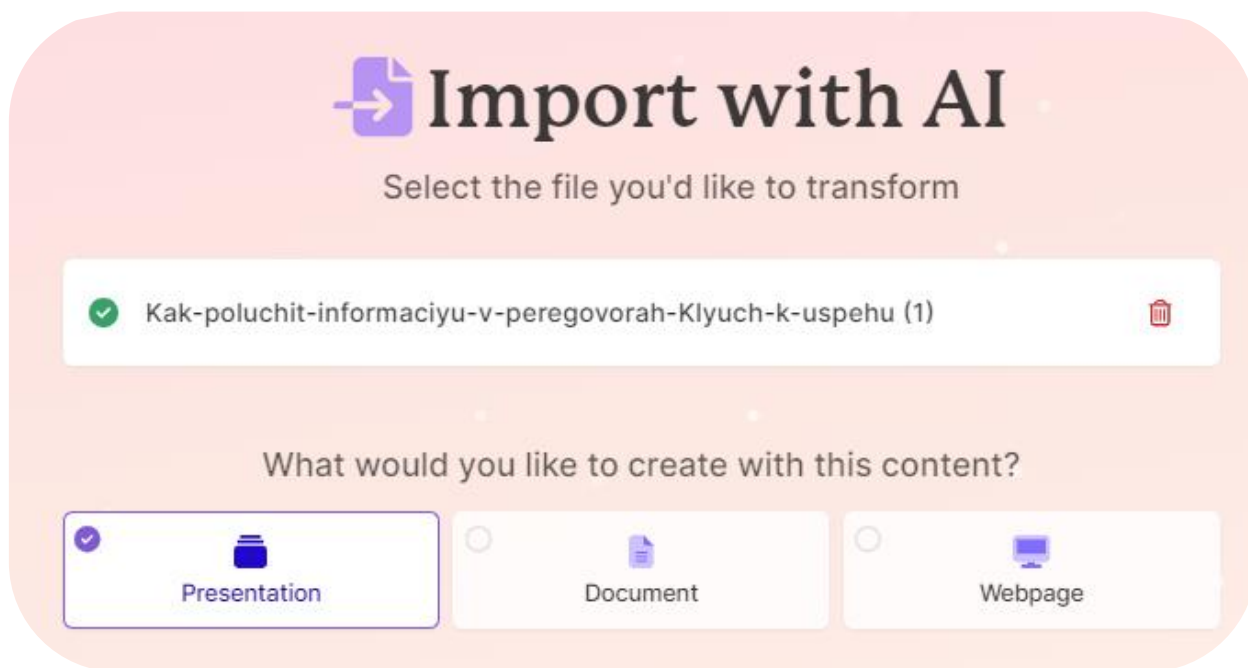 Import with AI
Select the file you'd like to transform
Kak-poluchit-informaciyu-v-peregovorah-Klyuch-k-uspehu (1)
What would you like to create with this content?
Presentation
Document
Webpage